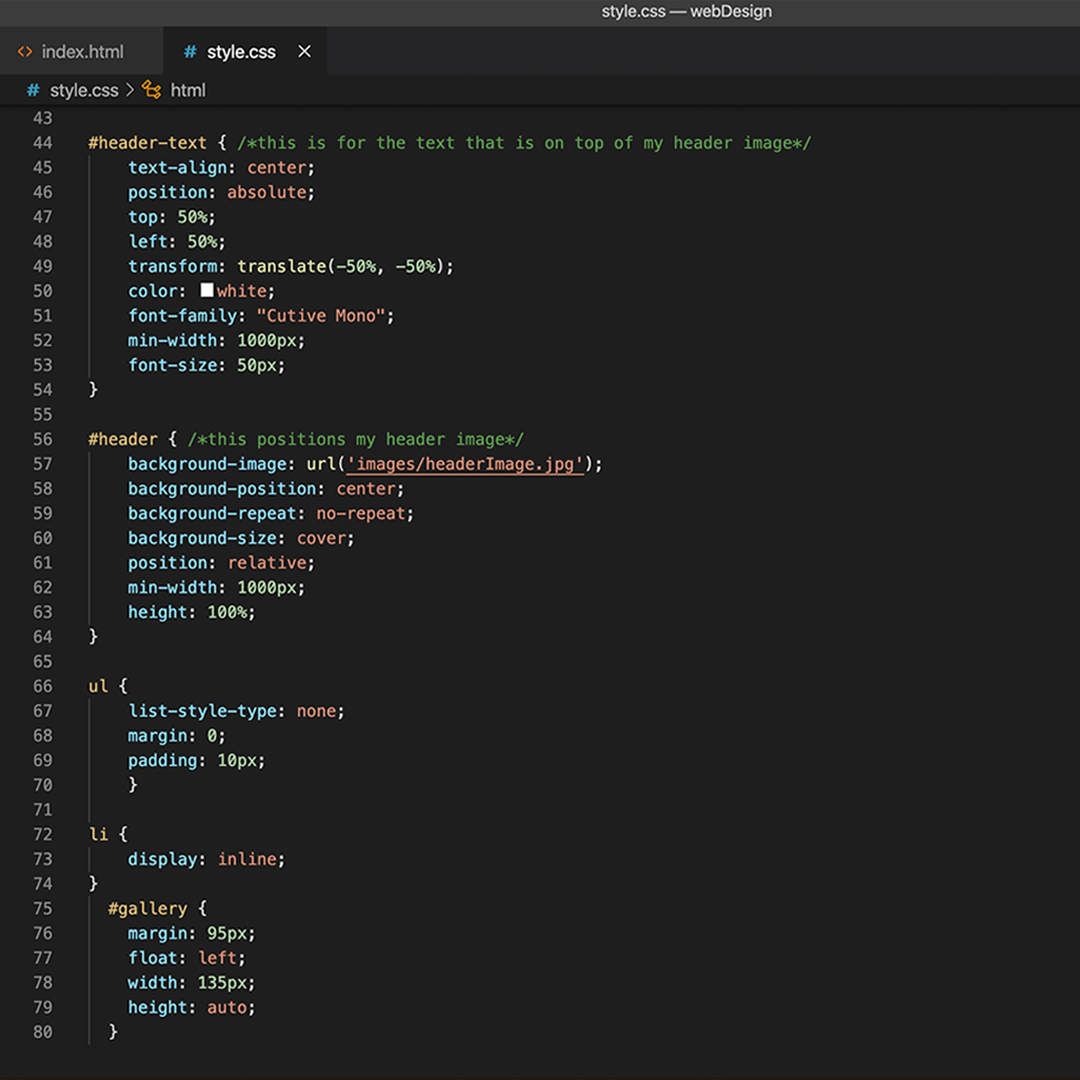 style.css — webDesign
<> index.html # style.css ×
# style.css > html
43
44 #header-text { /*this is for the text that is on top of my header image*/
45 text-align: center;
46 position: absolute;
47 top: 50%;
48 left: 50%;
49 transform: translate(-50%, -50%);
50 color: white;
51 font-family: "Cutive Mono";
52 min-width: 1000px;
53 font-size: 50px;
54 }
55
56 #header { /*this positions my header image*/
57 background-image: url('images/headerImage.jpg');
58 background-position: center;
59 background-repeat: no-repeat;
60 background-size: cover;
61 position: relative;
62 min-width: 1000px;
63 height: 100%;
64 }
65
66 ul {
67 list-style-type: none;
68 margin: 0;
69 padding: 10px;
70 }
71
72 li {
73 display: inline;
74 }
75 #gallery {
76 margin: 95px;
77 float: left;
78 width: 135px;
79 height: auto;
80 }